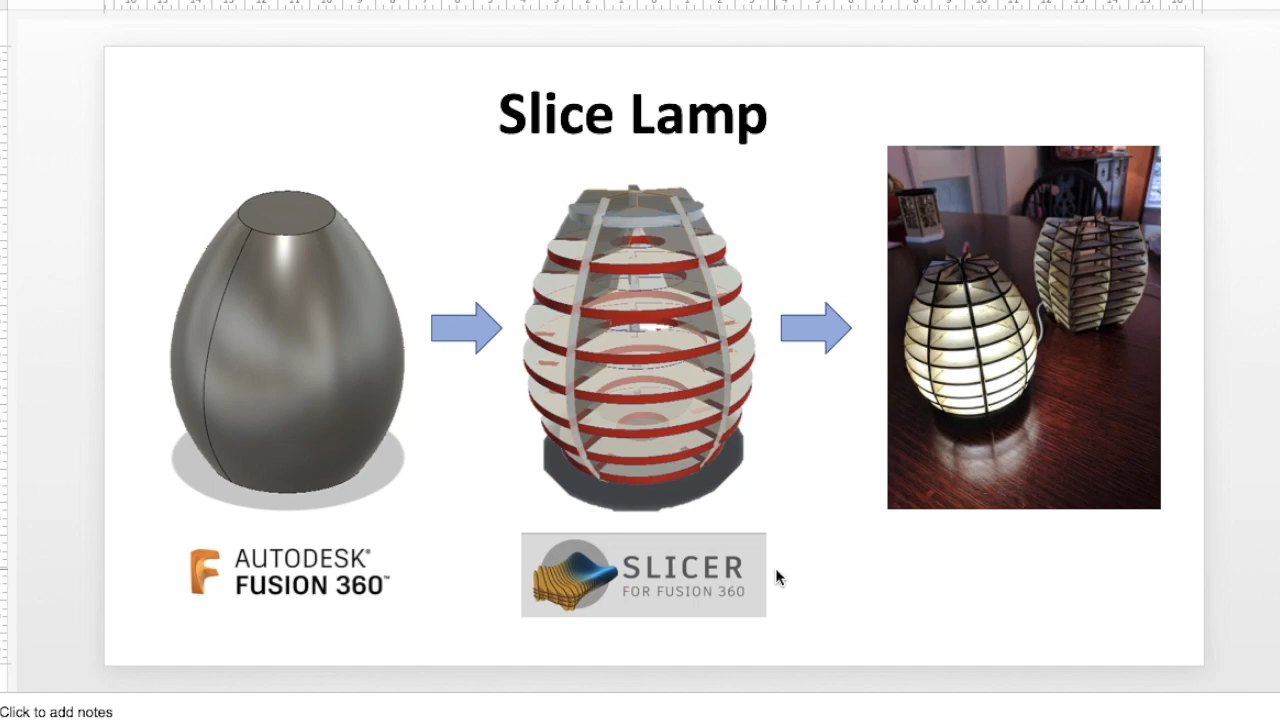 Slice Lamp
AUTODESK®
FUSION 360™
SLICER
FOR FUSION 360
Click to add notes